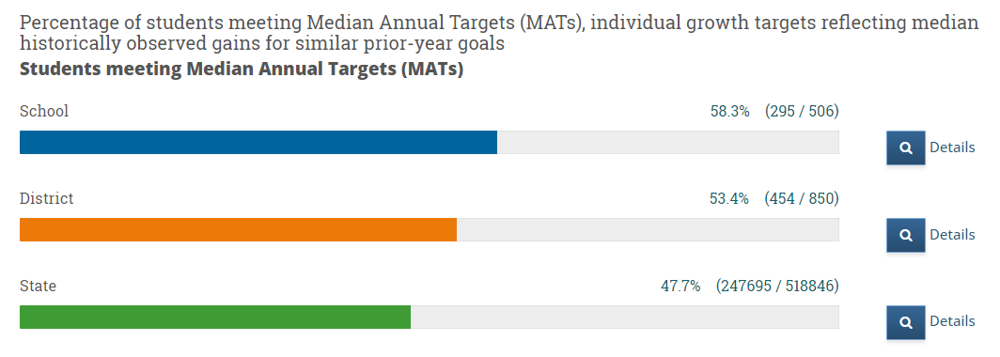 Percentage of students meeting Median Annual Targets (MATs), individual growth targets reflecting median
historically observed gains for similar prior-year goals
Students meeting Median Annual Targets (MATs)
School 58.3% (295 / 506)
Details
District 53.4% (454 / 850)
Details
State 47.7% (247695 / 518846)
Details